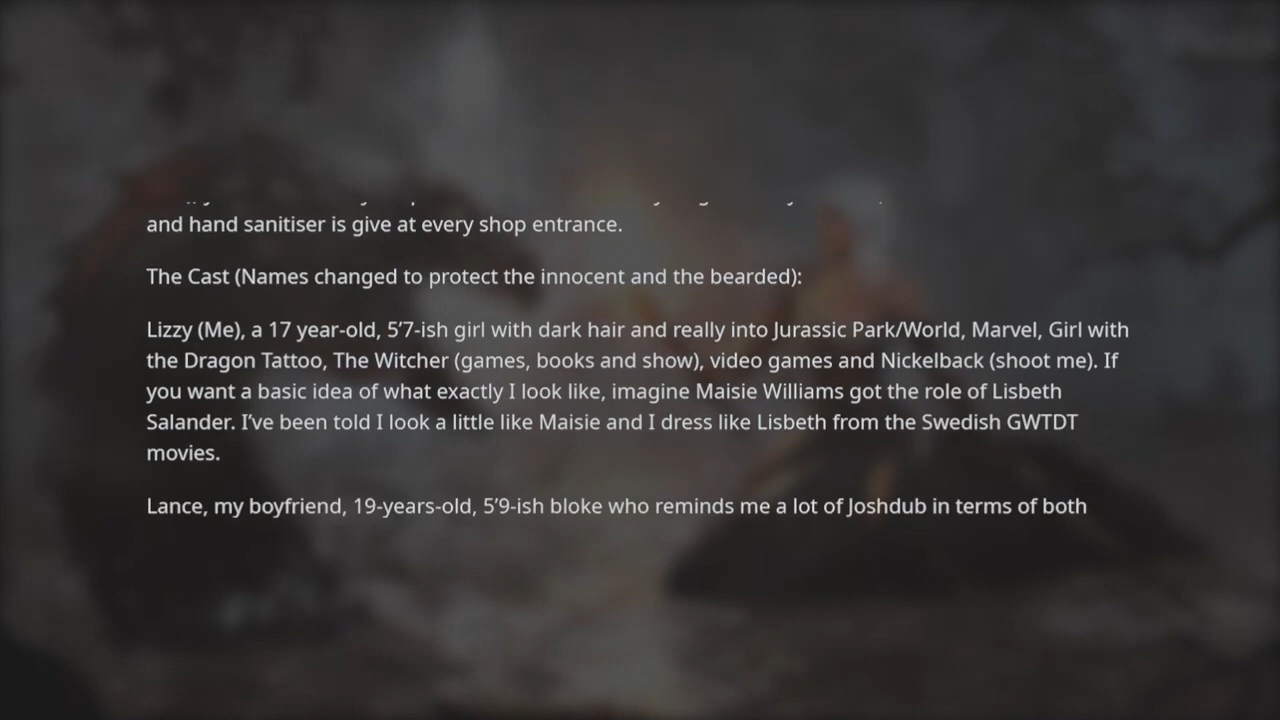 and hand sanitiser is give at every shop entrance.
The Cast (Names changed to protect the innocent and the bearded):
Lizzy (Me), a 17 year-old, 5’7-ish girl with dark hair and really into Jurassic Park/World, Marvel, Girl with
the Dragon Tattoo, The Witcher (games, books and show), video games and Nickelback (shoot me). If
you want a basic idea of what exactly I look like, imagine Maisie Williams got the role of Lisbeth
Salander. I’ve been told I look a little like Maisie and I dress like Lisbeth from the Swedish GWTDT
movies.
Lance, my boyfriend, 19-years-old, 5’9-ish bloke who reminds me a lot of Joshdub in terms of both